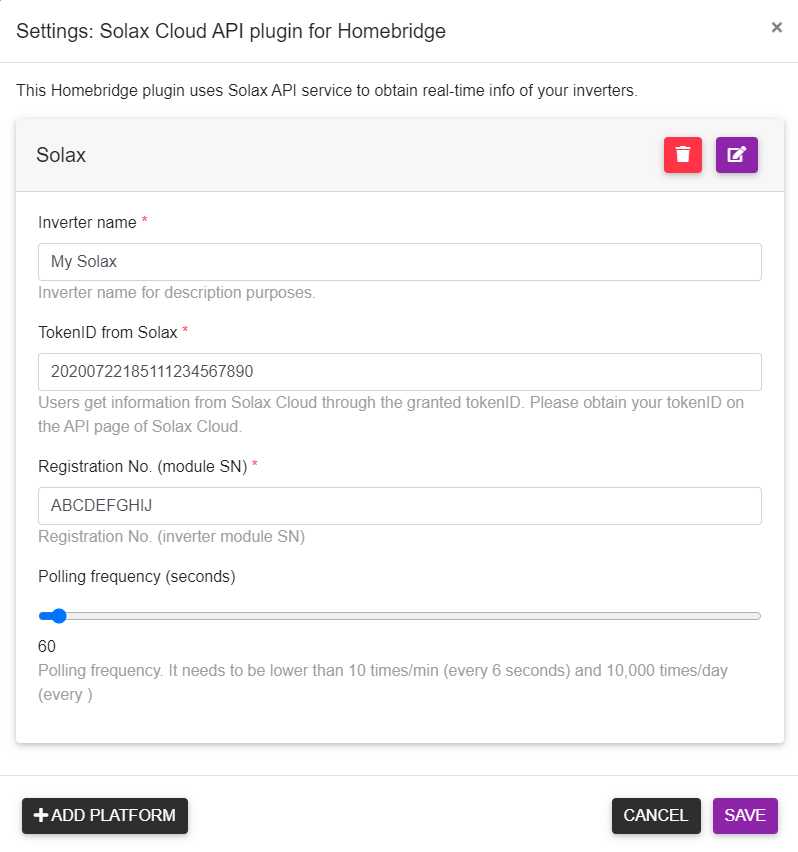 Settings: Solax Cloud API plugin for Homebridge
×
This Homebridge plugin uses Solax API service to obtain real-time info of your inverters.
Solax
Inverter name *
My Solax
Inverter name for description purposes.
TokenID from Solax *
20200722185111234567890
Users get information from Solax Cloud through the granted tokenID. Please obtain your tokenID on
the API page of Solax Cloud.
Registration No. (module SN) *
ABCDEFGHIJ
Registration No. (inverter module SN)
Polling frequency (seconds)
60
Polling frequency. It needs to be lower than 10 times/min (every 6 seconds) and 10,000 times/day
(every )
ADD PLATFORM
CANCEL
SAVE